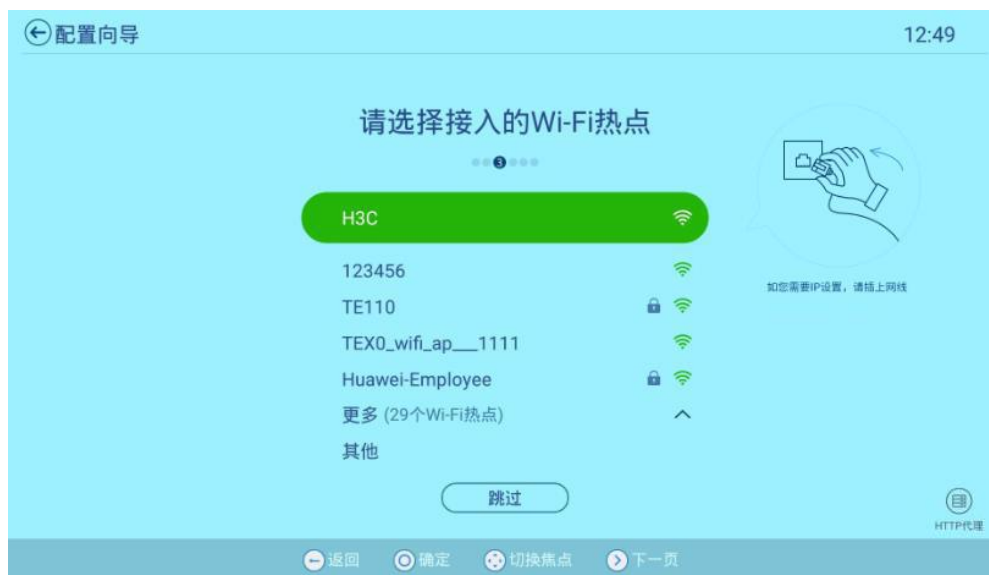 配置向导
12:49
请选择接入的Wi-Fi热点
3
H3C
123456
TE110
TEX0_wifi_ap___1111
Huawei-Employee
更多 (29个Wi-Fi热点)
其他
跳过
如您需要IP设置，请插上网线
HTTP代理
返回 确定 切换焦点 下一页